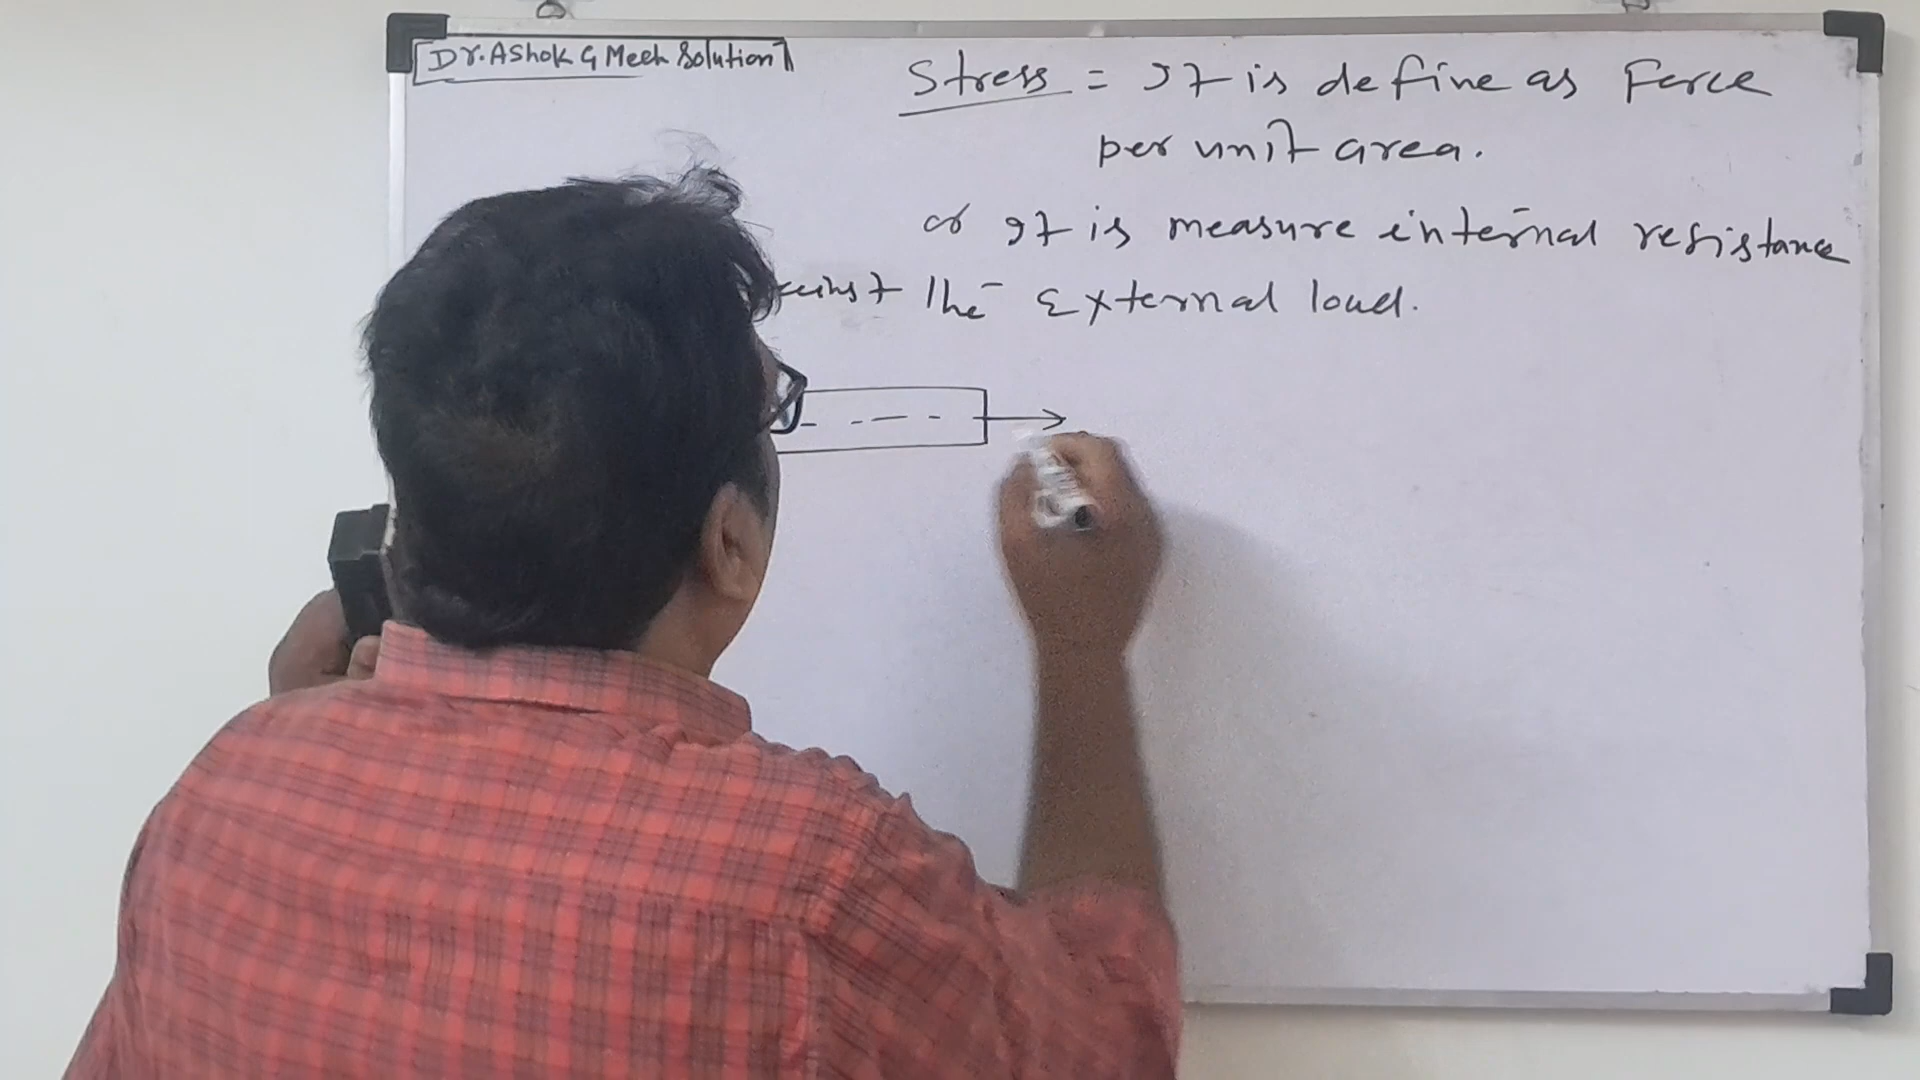 Dr. Ashok G Mech Solution
Stress = It is define as Force
per unit area.
or It is measure internal resistance
the External load.